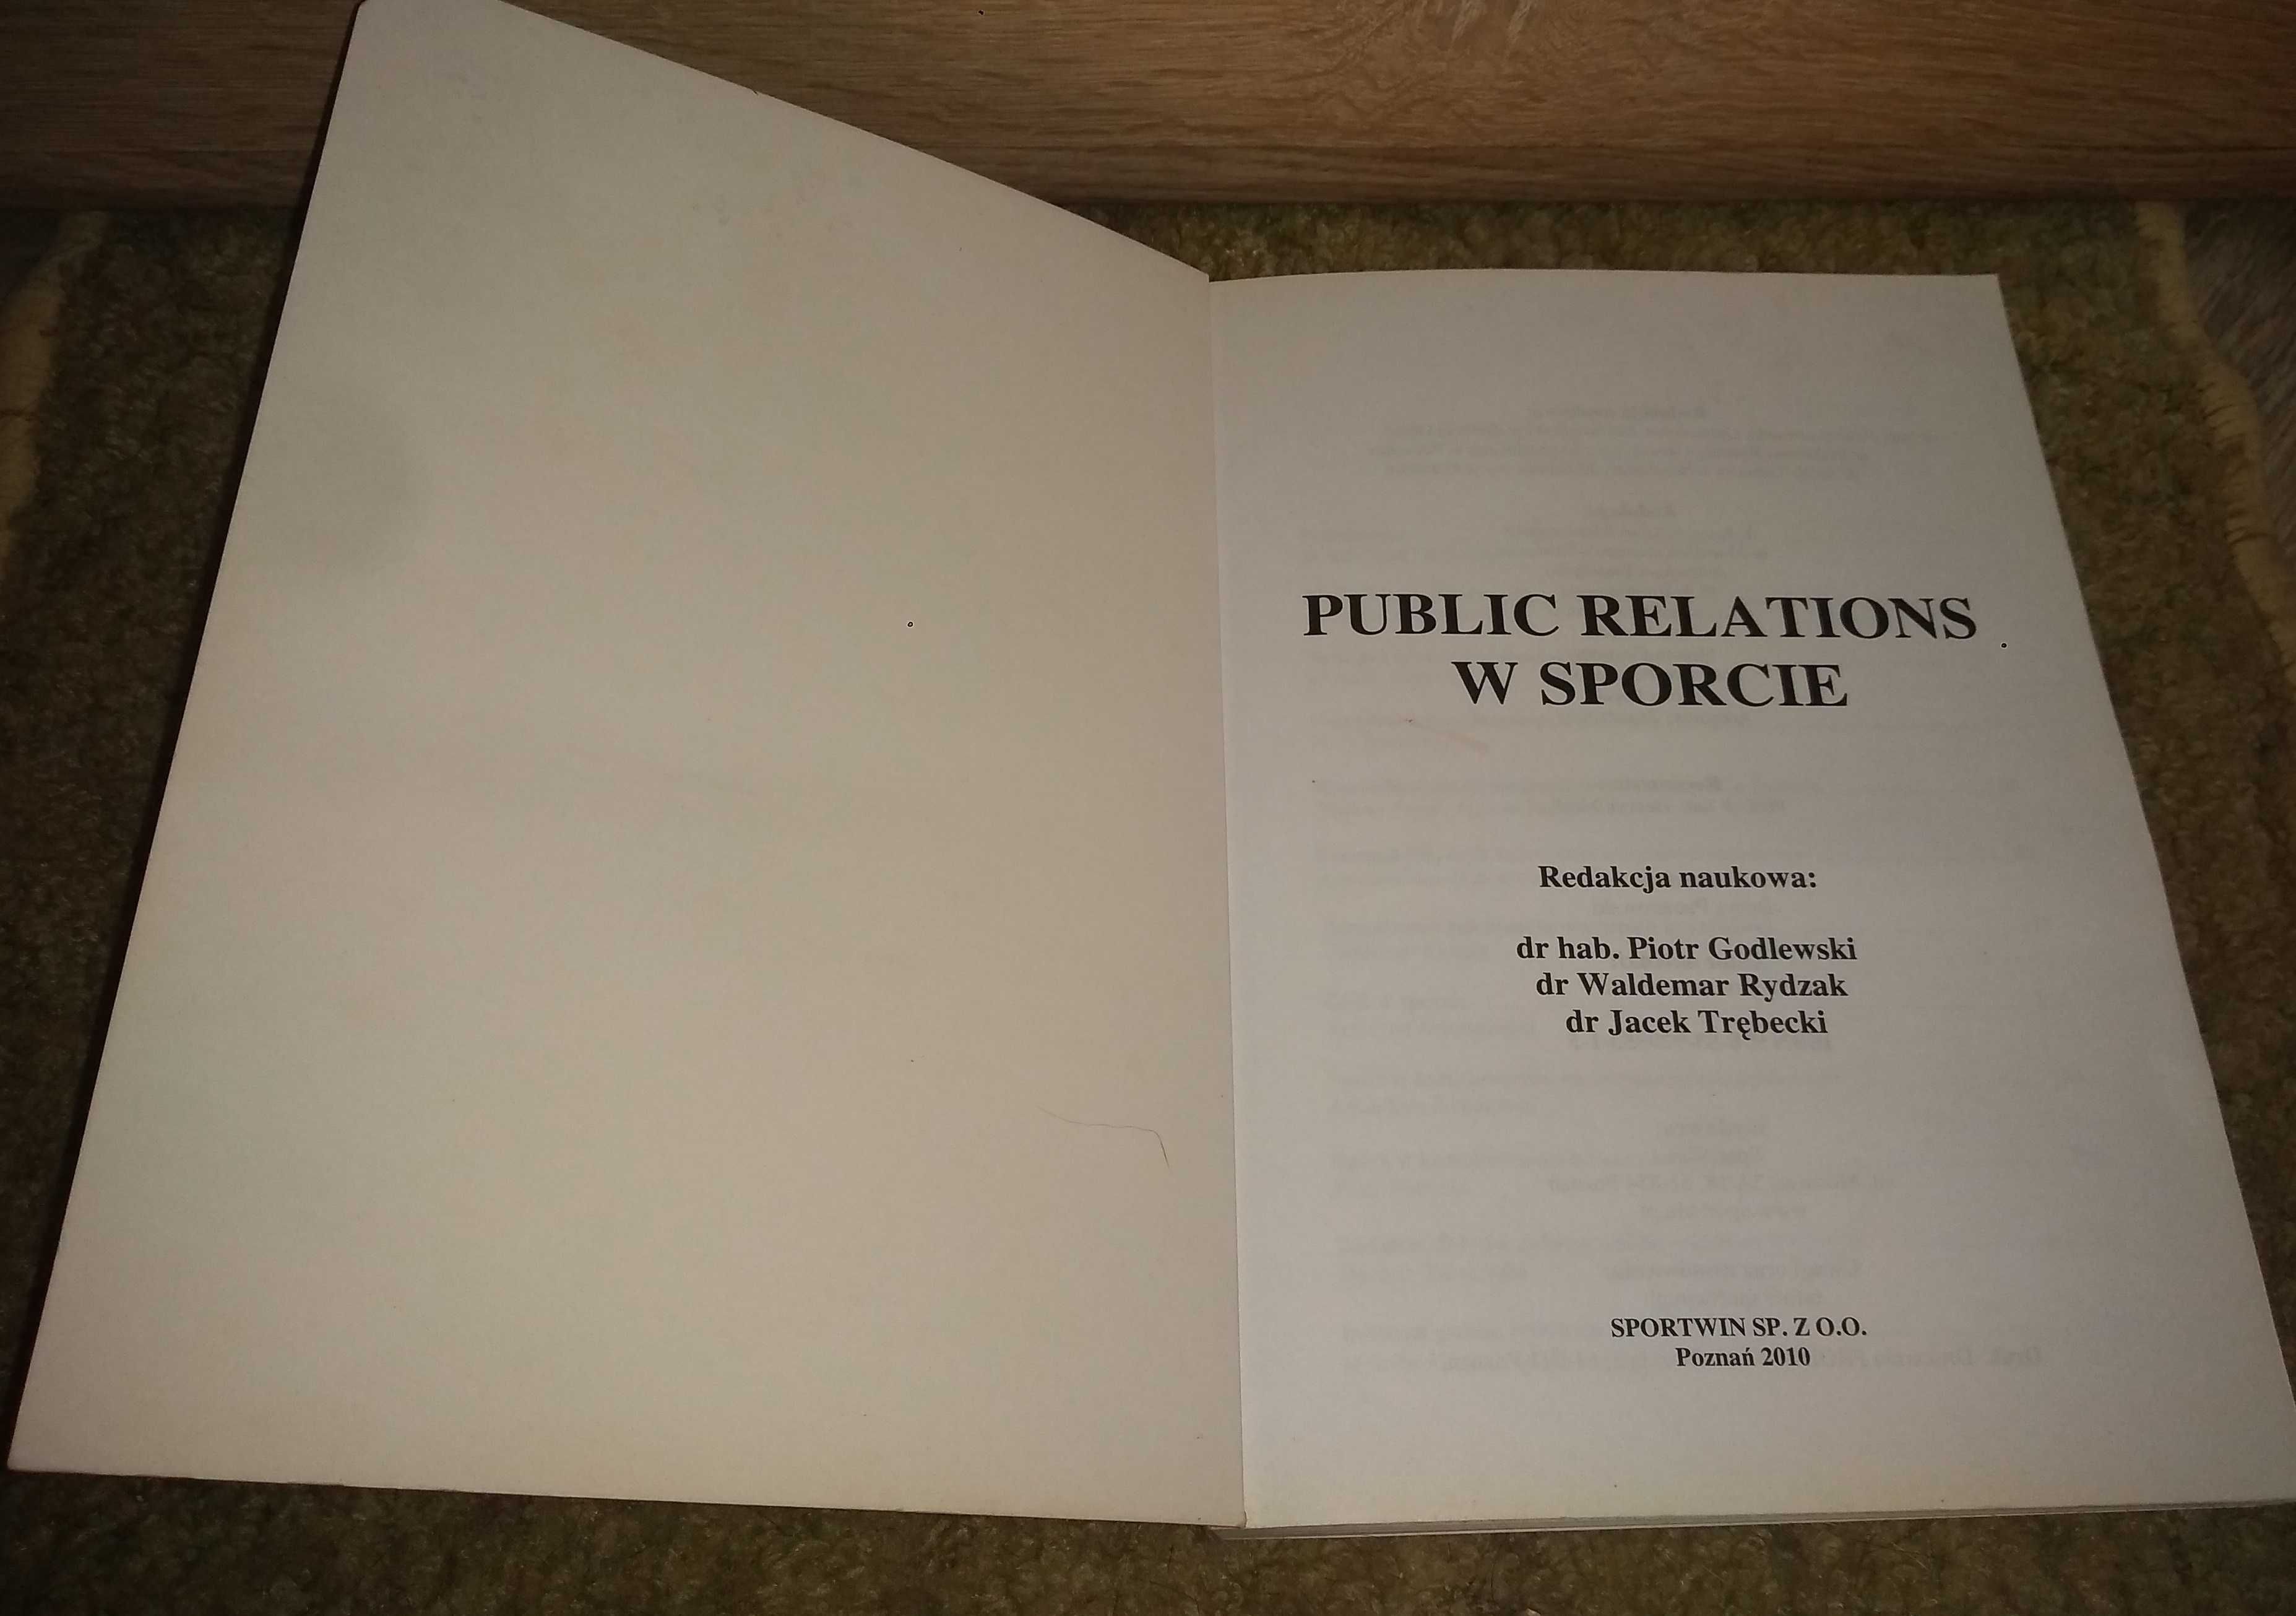 PUBLIC RELATIONS
W SPORCIE
Redakcja naukowa:
dr hab. Piotr Godlewski
dr Waldemar Rydzak
dr Jacek Trębecki
SPORTWIN SP. Z O.O.
Poznań 2010